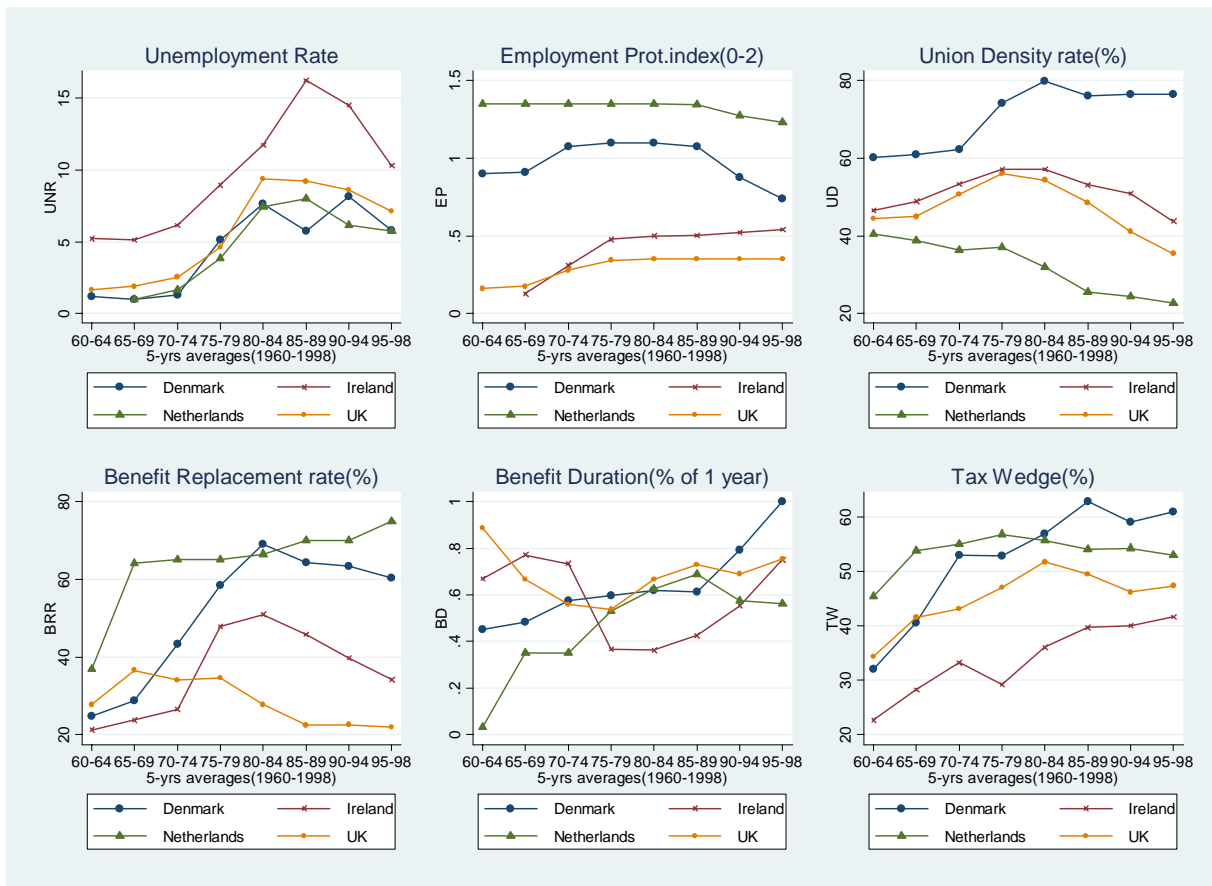 Unemployment Rate
15
10
5
0
UNR
60-64 65-69 70-74 75-79 80-84 85-89 90-94 95-98
5-yrs averages(1960-1998)
Denmark Ireland
Netherlands UK
Employment Prot.index(0-2)
1.5
1
.5
0
EP
60-64 65-69 70-74 75-79 80-84 85-89 90-94 95-98
5-yrs averages(1960-1998)
Denmark Ireland
Netherlands UK
Union Density rate(%)
80
60
40
20
UD
60-64 65-69 70-74 75-79 80-84 85-89 90-94 95-98
5-yrs averages(1960-1998)
Denmark Ireland
Netherlands UK
Benefit Replacement rate(%)
80
60
40
20
BRR
60-64 65-69 70-74 75-79 80-84 85-89 90-94 95-98
5-yrs averages(1960-1998)
Denmark Ireland
Netherlands UK
Benefit Duration(% of 1 year)
1
.8
.6
.4
.2
0
BD
60-64 65-69 70-74 75-79 80-84 85-89 90-94 95-98
5-yrs averages(1960-1998)
Denmark Ireland
Netherlands UK
Tax Wedge(%)
60
50
40
30
20
TW
60-64 65-69 70-74 75-79 80-84 85-89 90-94 95-98
5-yrs averages(1960-1998)
Denmark Ireland
Netherlands UK